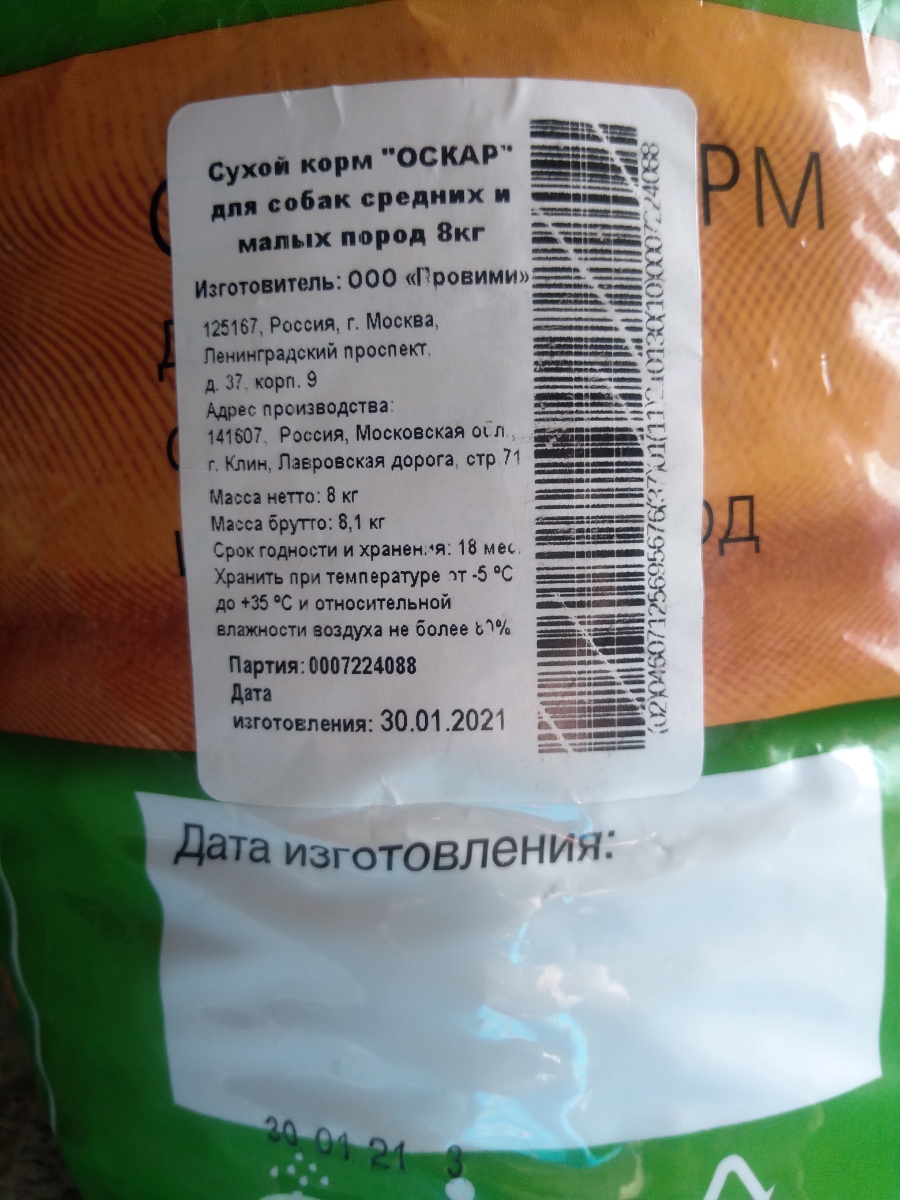 Сухой корм "ОСКАР"
для собак средних и
малых пород 8кг
Изготовитель: ООО «Провими»
125167, Россия, г. Москва,
Ленинградский проспект,
д. 37, корп. 9
Адрес производства:
141607, Россия, Московская обл.,
г. Клин, Лавровская дорога, стр.71
Масса нетто: 8 кг
Масса брутто: 8,1 кг
Срок годности и хранения: 18 мес.
Хранить при температуре от -5 °C
до +35 °C и относительной
влажности воздуха не более
Партия: 0007224088
Дата
изготовления: 30.01.2021
Дата изготовления:
30 01 21 3